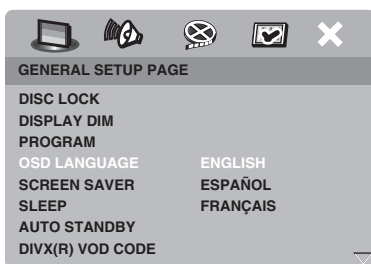 GENERAL SETUP PAGE
DISC LOCK
DISPLAY DIM
PROGRAM
OSD LANGUAGE ENGLISH
SCREEN SAVER ESPAÑOL
SLEEP FRANÇAIS
AUTO STANDBY
DIVX(R) VOD CODE